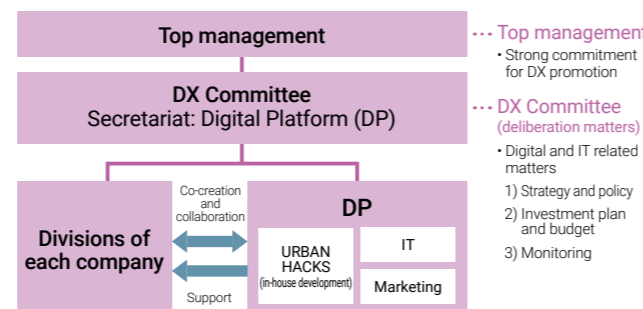 Top management
DX Committee
Secretariat: Digital Platform (DP)
Divisions of
each company
Co-creation
and
collaboration
Support
DP
URBAN
HACKS
(in-house development)
IT
Marketing
··· Top management
• Strong commitment
for DX promotion
··· DX Committee
(deliberation matters)
• Digital and IT related
matters
1) Strategy and policy
2) Investment plan
and budget
3) Monitoring